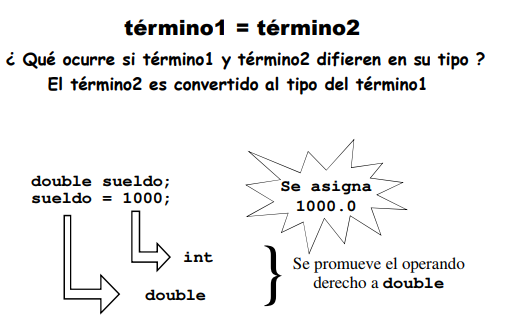 término1 = término2
¿ Qué ocurre si término1 y término2 difieren en su tipo ?
El término2 es convertido al tipo del término1
double sueldo;
sueldo = 1000;
Se asigna
1000.0
int
double
Se promueve el operando
derecho a double